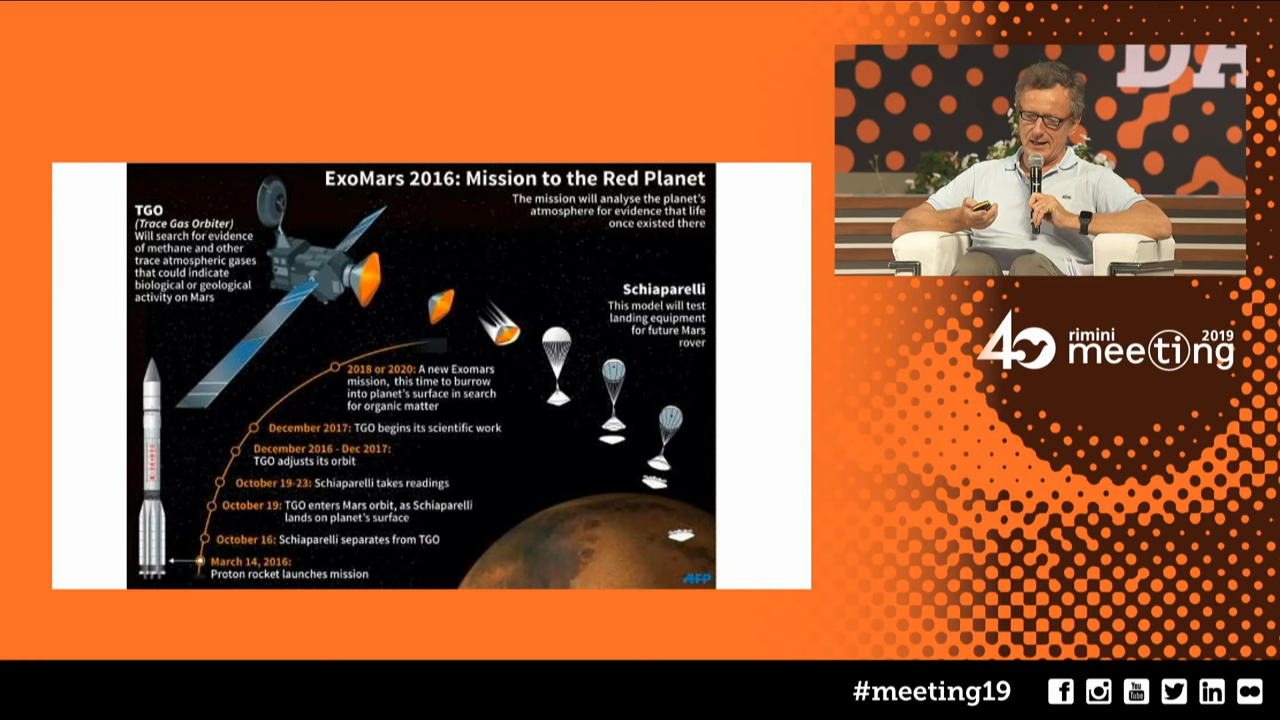 ExoMars 2016: Mission to the Red Planet
The mission will analyse the planet's
atmosphere for evidence that life
once existed there
TGO
(Trace Gas Orbiter)
Will search for evidence
of methane and other
trace atmospheric gases
that could indicate
biological or geological
activity on Mars
Schiaparelli
This model will test
landing equipment
for future Mars
rover
2018 or 2020: A new Exomars
mission, this time to burrow
into planet's surface in search
for organic matter
December 2017: TGO begins its scientific work
December 2016 - Dec 2017:
TGO adjusts its orbit
October 19-23: Schiaparelli takes readings
October 19: TGO enters Mars orbit, as Schiaparelli
lands on planet's surface
October 16: Schiaparelli separates from TGO
March 14, 2016:
Proton rocket launches mission
AFP
DA
40 rimini 2019
meeting
#meeting19
You
Tube